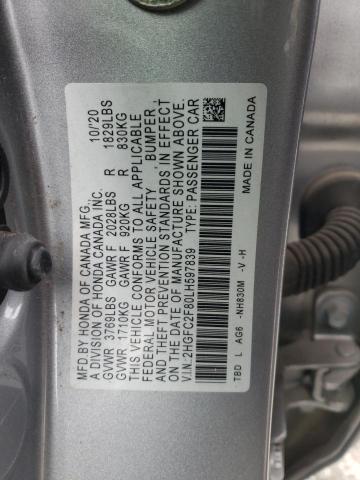 MFD.BY HONDA OF CANADA MFG.,
A DIVISION OF HONDA CANADA INC. 10/20
GVWR 3769LBS GAWR F 2028LBS R 1829LBS
GVWR 1710KG GAWR F 920KG R 830KG
THIS VEHICLE CONFORMS TO ALL APPLICABLE
FEDERAL MOTOR VEHICLE SAFETY, BUMPER,
AND THEFT PREVENTION STANDARDS IN EFFECT
ON THE DATE OF MANUFACTURE SHOWN ABOVE.
V.I.N: 2HGFC2F80LH597839 TYPE: PASSENGER CAR
TBD L AG6 -NH830M -V -H
MADE IN CANADA